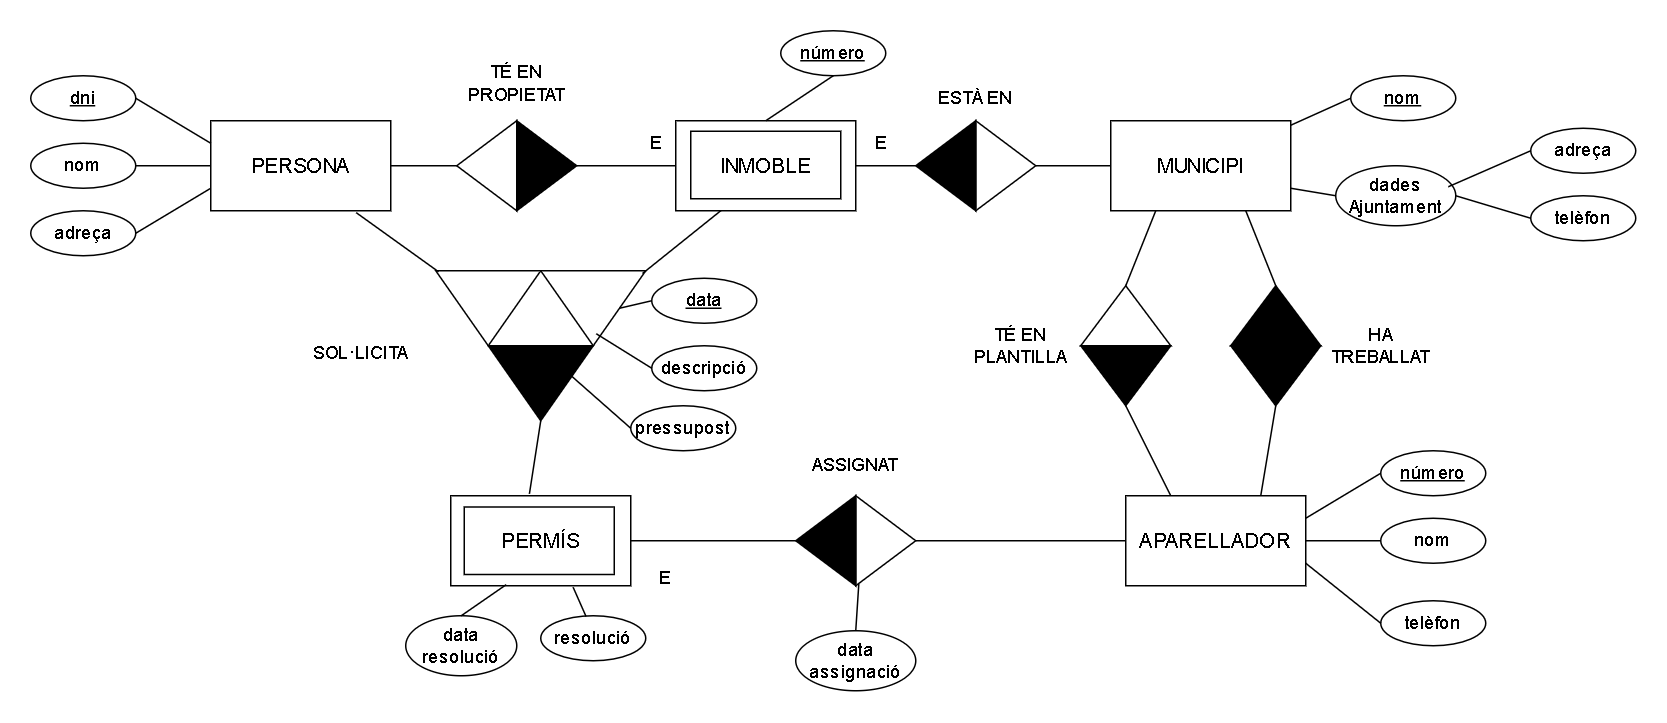 número
TÉ EN
PROPIETAT
ESTÀ EN
dni
nom
adreça
PERSONA
E
INMOBLE
E
MUNICIPI
nom
dades
Ajuntament
adreça
telèfon
SOL·LICITA
data
descripció
pressupost
TÉ EN
PLANTILLA
HA
TREBALLAT
ASSIGNAT
PERMÍS
E
APARELLADOR
número
nom
telèfon
data
resolució
resolució
data
assignació